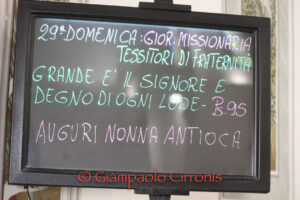 29ª DOMENICA: GIOR. MISSIONARIA
TESSITORI DI FRATERNITÀ
GRANDE E' IL SIGNORE E
DEGNO DI OGNI LODE - B. 95
AUGURI NONNA ANTIOCA
© Giampaolo Cirronis